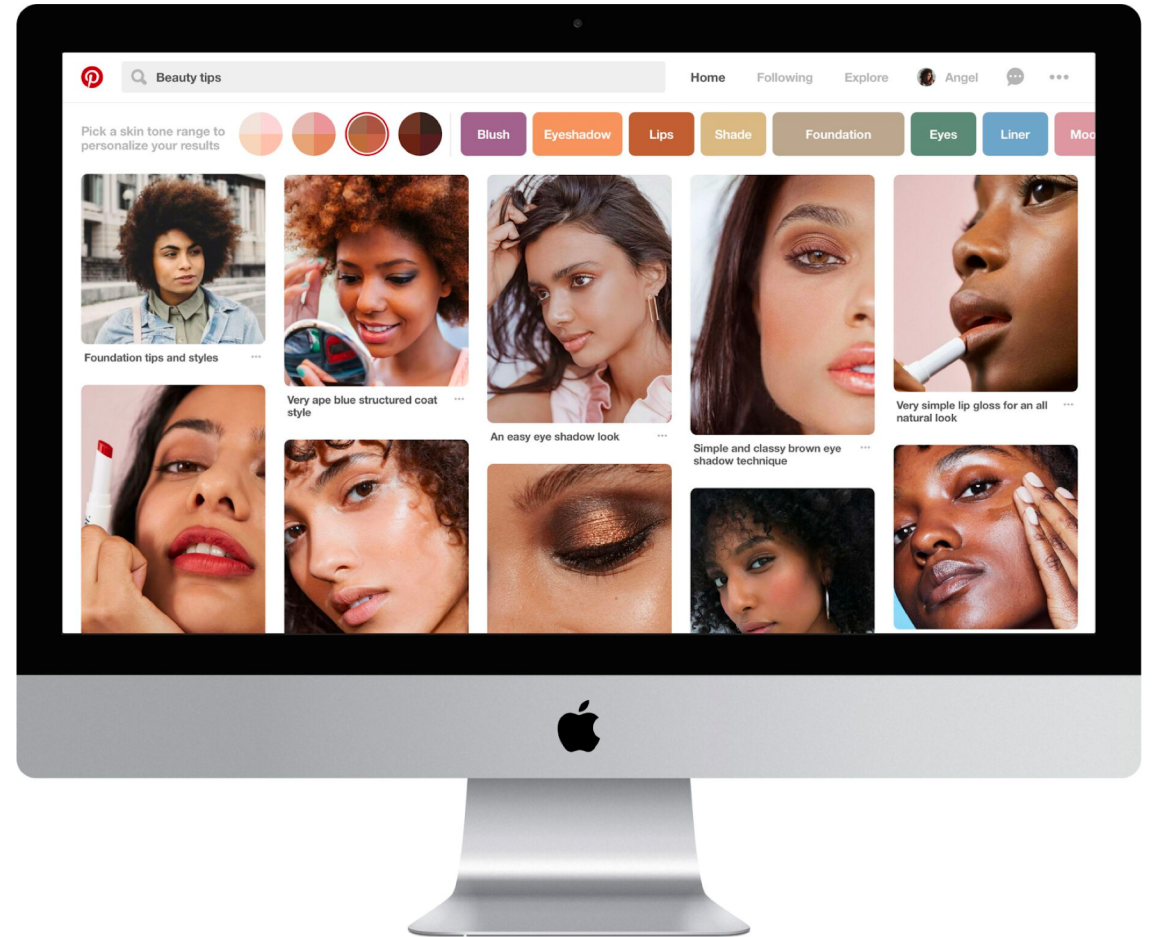 Beauty tips
Home
Following
Explore
Angel
Pick a skin tone range to
personalize your results
Blush
Eyeshadow
Lips
Shade
Foundation
Eyes
Liner
Moo
Foundation tips and styles
Very ape blue structured coat
style
An easy eye shadow look
Simple and classy brown eye
shadow technique
Very simple lip gloss for an all
natural look